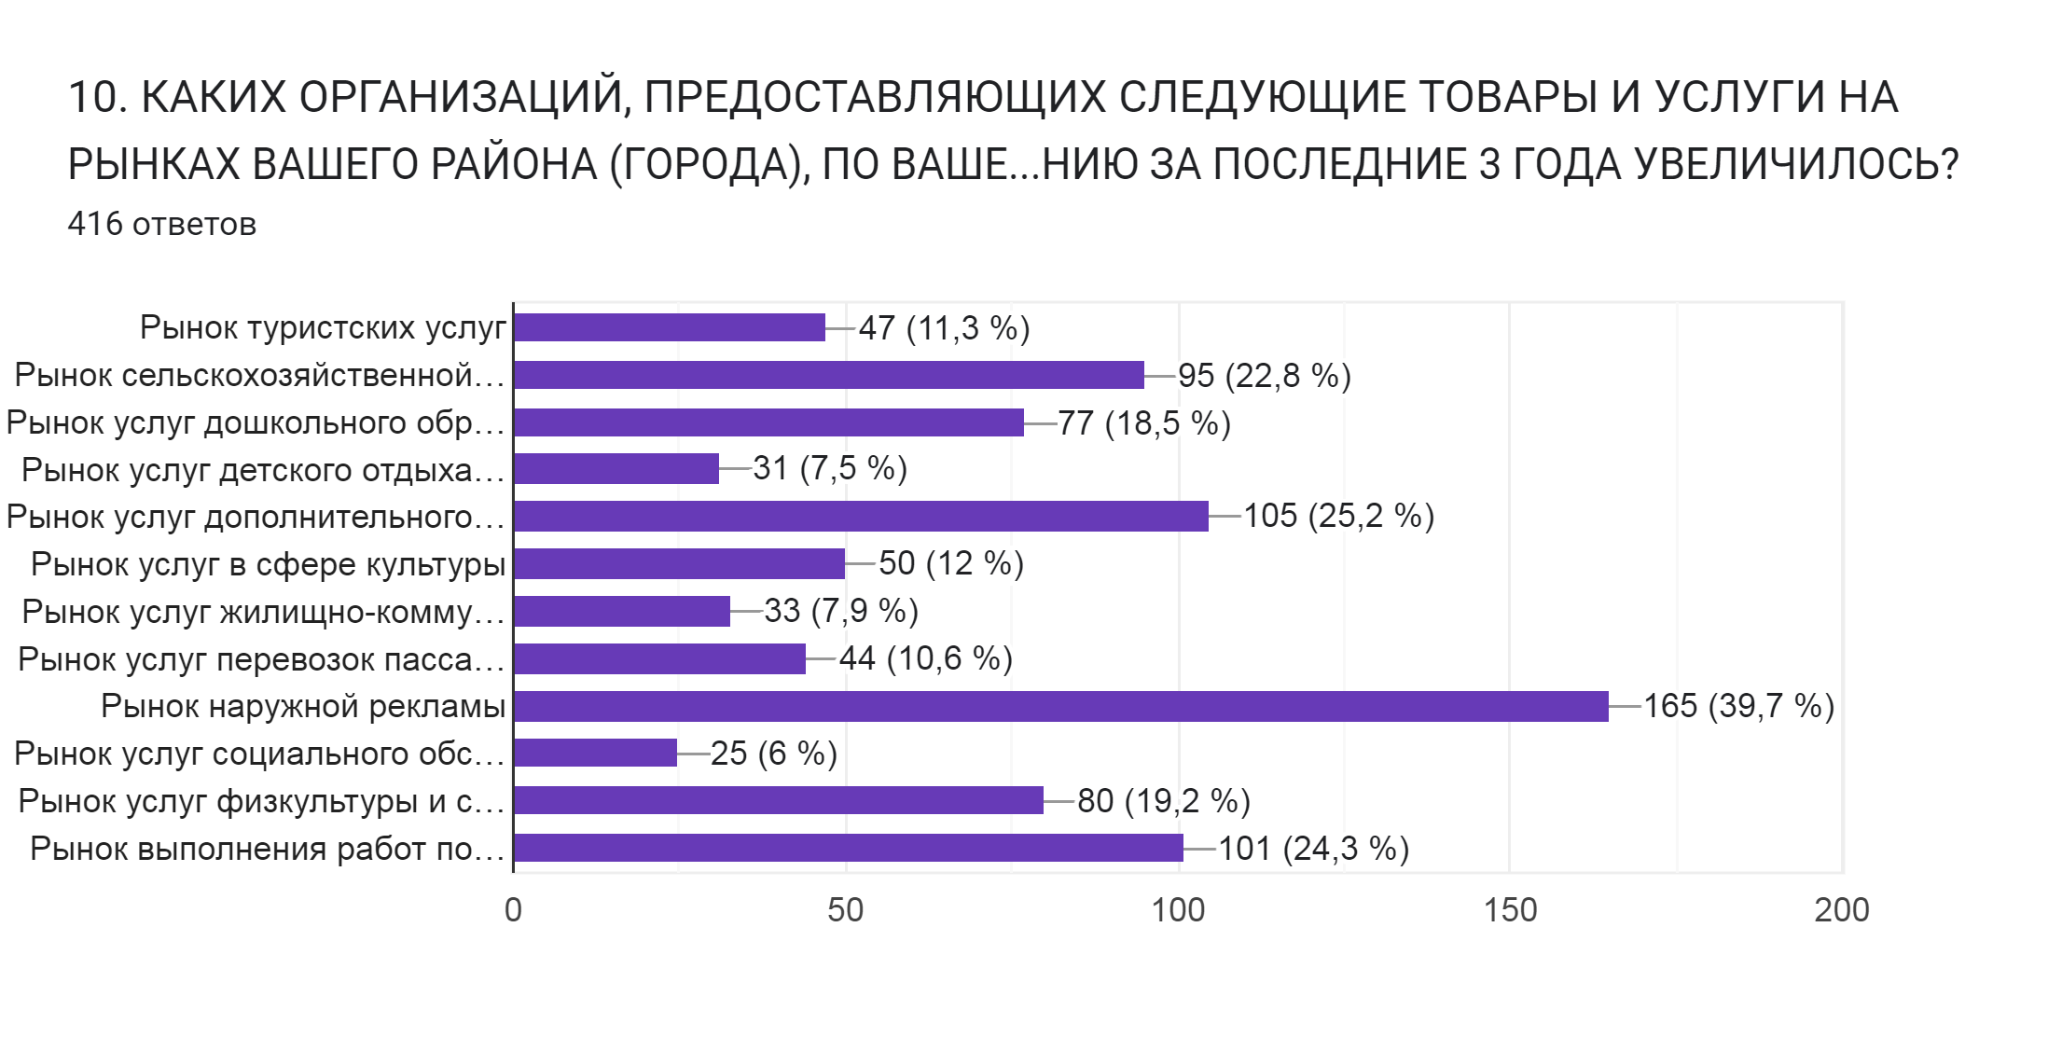 10. КАКИХ ОРГАНИЗАЦИЙ, ПРЕДОСТАВЛЯЮЩИХ СЛЕДУЮЩИЕ ТОВАРЫ И УСЛУГИ НА
РЫНКАХ ВАШЕГО РАЙОНА (ГОРОДА), ПО ВАШЕ...НИЮ ЗА ПОСЛЕДНИЕ 3 ГОДА УВЕЛИЧИЛОСЬ?
416 ответов
Рынок туристских услуг 47 (11,3 %)
Рынок сельскохозяйственной… 95 (22,8 %)
Рынок услуг дошкольного обр… 77 (18,5 %)
Рынок услуг детского отдыха… 31 (7,5 %)
Рынок услуг дополнительного… 105 (25,2 %)
Рынок услуг в сфере культуры 50 (12 %)
Рынок услуг жилищно-комму… 33 (7,9 %)
Рынок услуг перевозок пасса… 44 (10,6 %)
Рынок наружной рекламы 165 (39,7 %)
Рынок услуг социального обс… 25 (6 %)
Рынок услуг физкультуры и с… 80 (19,2 %)
Рынок выполнения работ по… 101 (24,3 %)
0 50 100 150 200